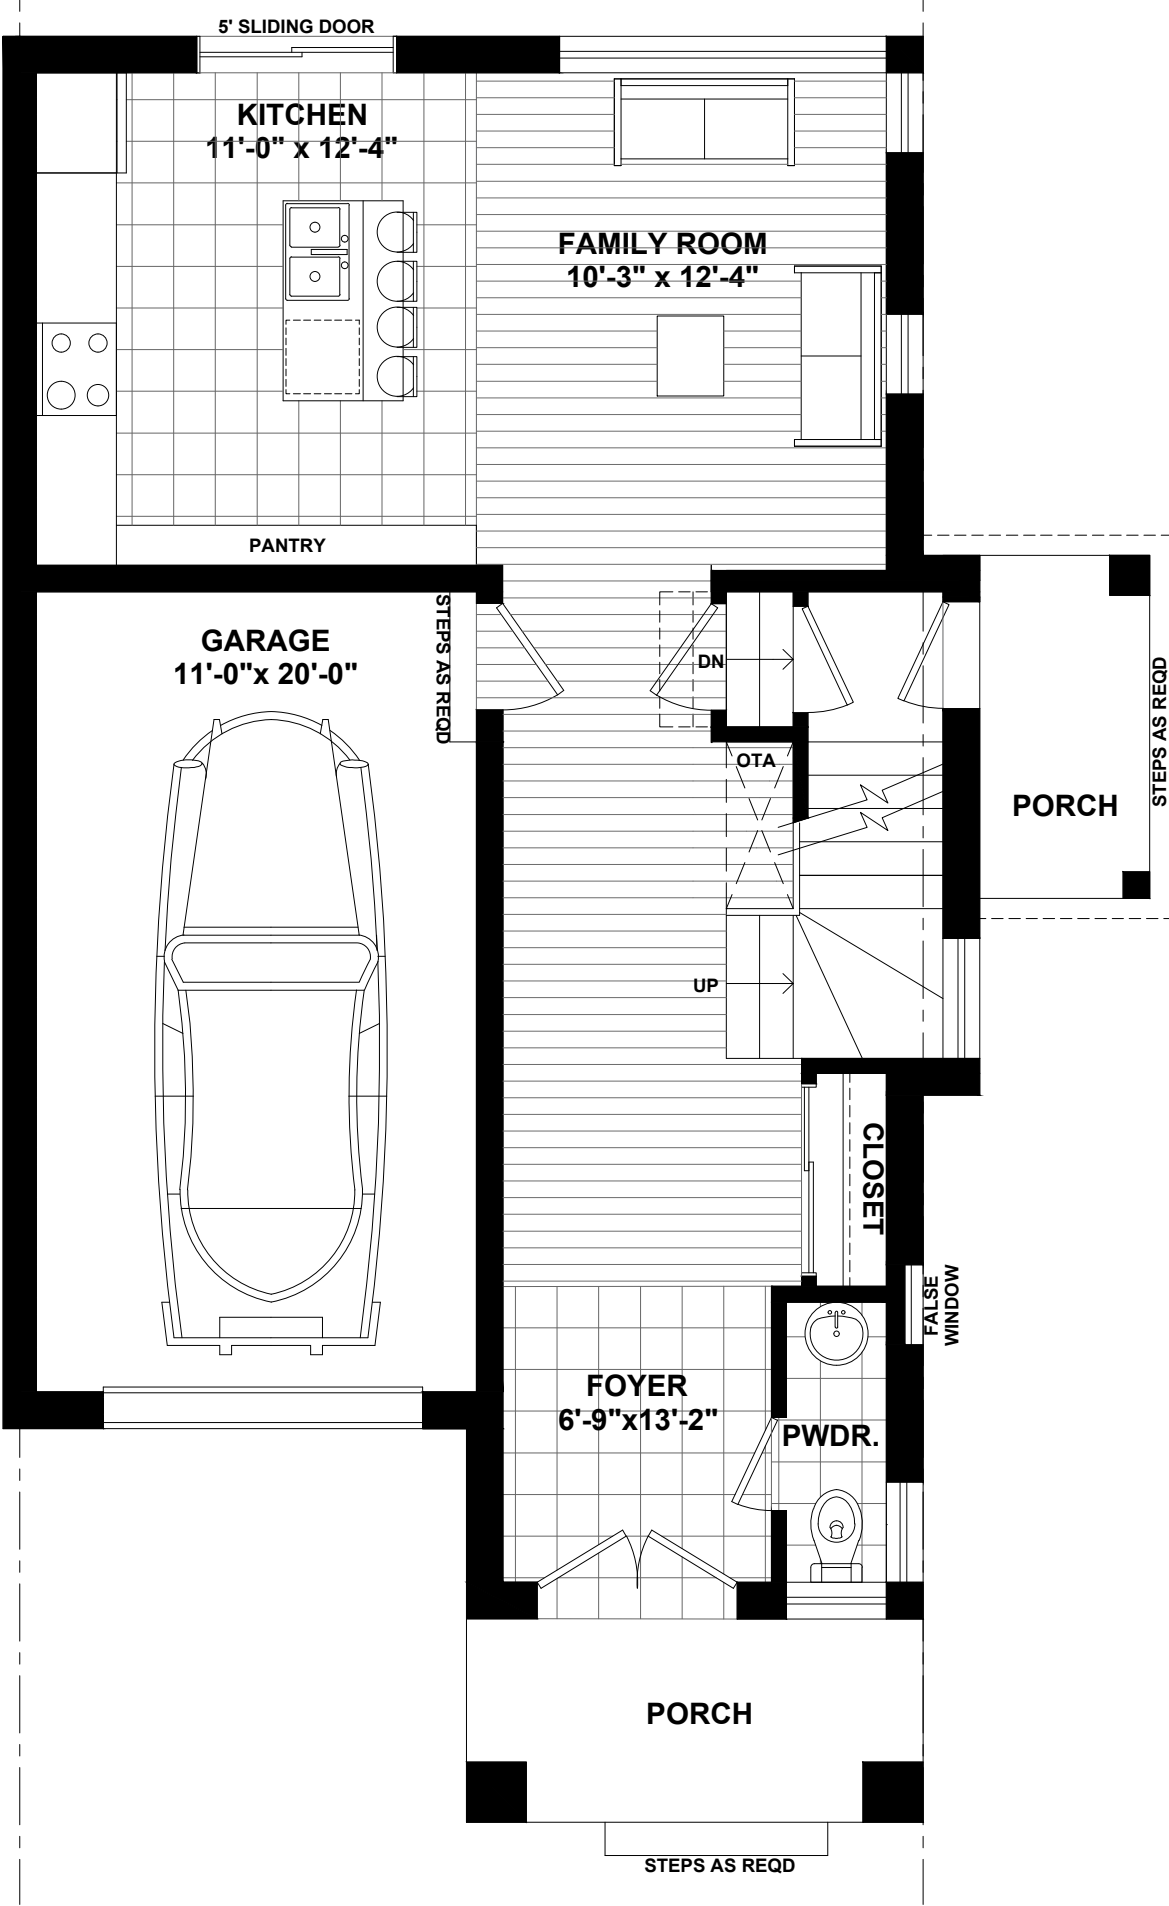 5' SLIDING DOOR
KITCHEN
11'-0" x 12'-4"
FAMILY ROOM
10'-3" x 12'-4"
PANTRY
GARAGE
11'-0"x 20'-0"
STEPS AS REQD
DN
OTA
PORCH
STEPS AS REQD
UP
CLOSET
FALSE
WINDOW
FOYER
6'-9"x13'-2"
PWDR.
PORCH
STEPS AS REQD